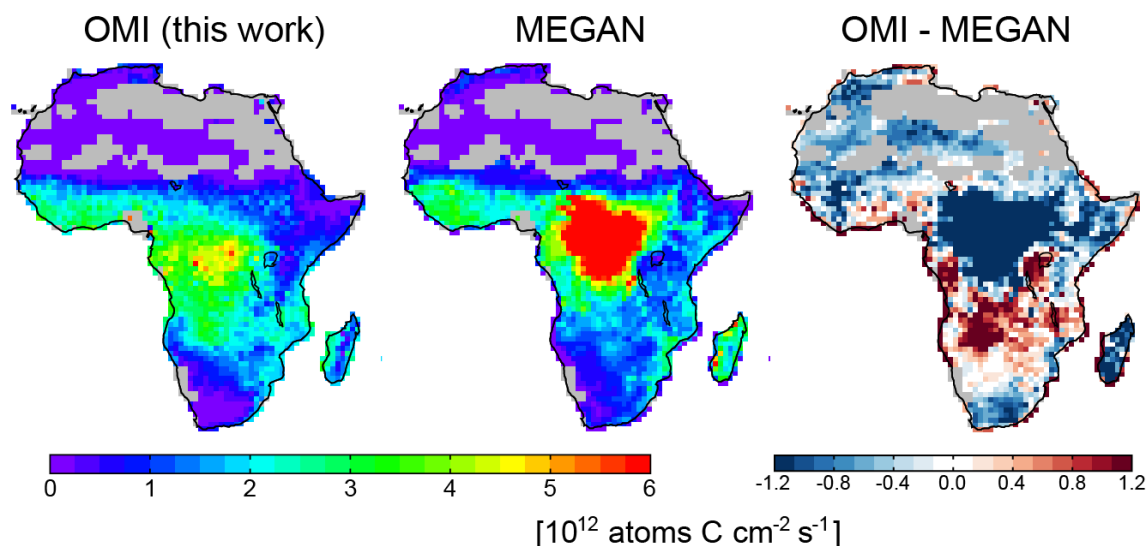 OMI (this work) MEGAN OMI - MEGAN
0 1 2 3 4 5 6 -1.2 -0.8 -0.4 0.0 0.4 0.8 1.2
[10¹² atoms C cm⁻² s⁻¹]